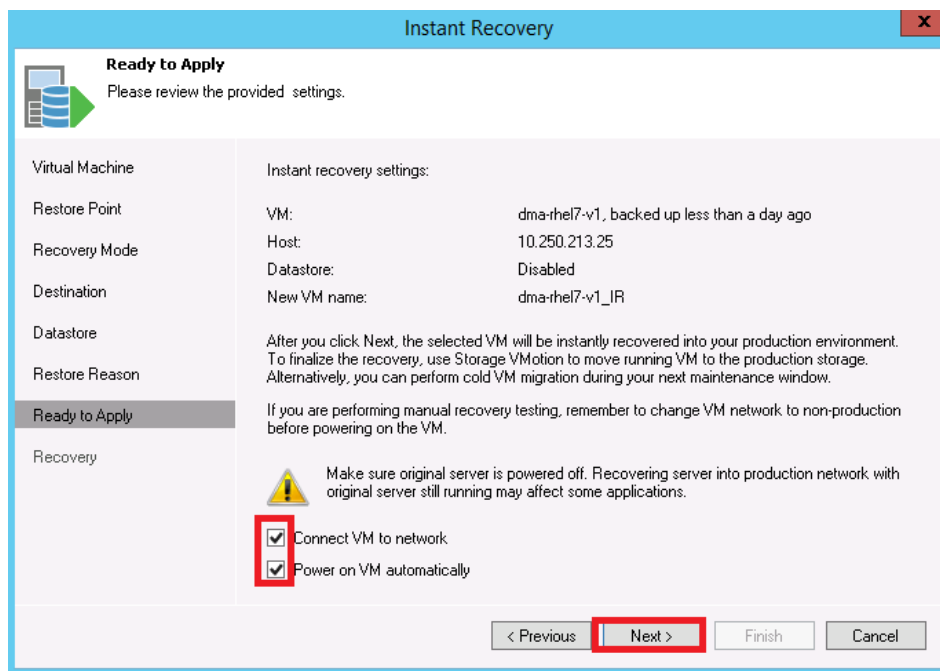 Instant Recovery
x
Ready to Apply
Please review the provided settings.
Virtual Machine
Restore Point
Recovery Mode
Destination
Datastore
Restore Reason
Ready to Apply
Recovery
Instant recovery settings:
VM: dma-rhel7-v1, backed up less than a day ago
Host: 10.250.213.25
Datastore: Disabled
New VM name: dma-rhel7-v1_IR
After you click Next, the selected VM will be instantly recovered into your production environment.
To finalize the recovery, use Storage VMotion to move running VM to the production storage.
Alternatively, you can perform cold VM migration during your next maintenance window.
If you are performing manual recovery testing, remember to change VM network to non-production
before powering on the VM.
Make sure original server is powered off. Recovering server into production network with
original server still running may affect some applications.
Connect VM to network
Power on VM automatically
< Previous Next > Finish Cancel